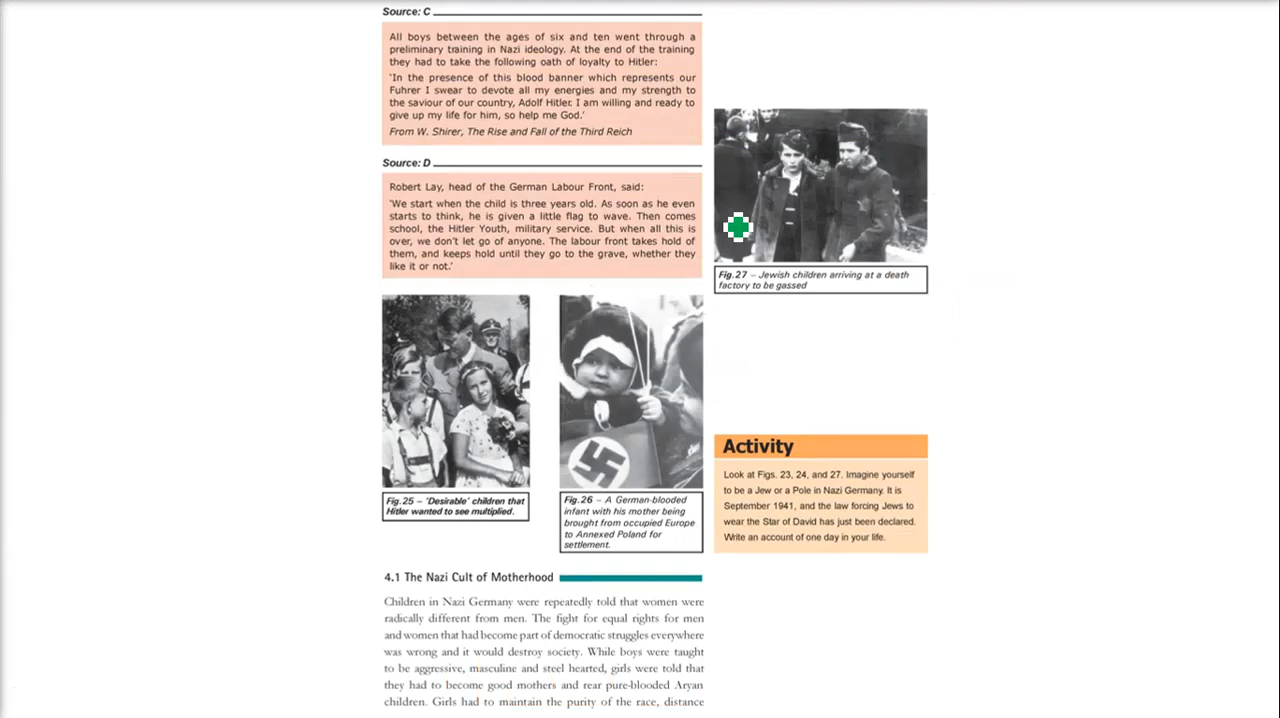 Source: C
All boys between the ages of six and ten went through a
preliminary training in Nazi ideology. At the end of the training
they had to take the following oath of loyalty to Hitler:
'In the presence of this blood banner which represents our
Fuhrer I swear to devote all my energies and my strength to
the saviour of our country, Adolf Hitler. I am willing and ready to
give up my life for him, so help me God.'
From W. Shirer, The Rise and Fall of the Third Reich
Source: D
Robert Lay, head of the German Labour Front, said:
'We start when the child is three years old. As soon as he even
starts to think, he is given a little flag to wave. Then comes
school, the Hitler Youth, military service. But when all this is
over, we don't let go of anyone. The labour front takes hold of
them, and keeps hold until they go to the grave, whether they
like it or not.'
Fig.25 – 'Desirable' children that
Hitler wanted to see multiplied.
Fig.26 – A German-blooded
infant with his mother being
brought from occupied Europe
to Annexed Poland for
settlement.
4.1 The Nazi Cult of Motherhood
Children in Nazi Germany were repeatedly told that women were
radically different from men. The fight for equal rights for men
and women that had become part of democratic struggles everywhere
was wrong and it would destroy society. While boys were taught
to be aggressive, masculine and steel hearted, girls were told that
they had to become good mothers and rear pure-blooded Aryan
children. Girls had to maintain the purity of the race, distance
Fig.27 – Jewish children arriving at a death
factory to be gassed
Activity
Look at Figs. 23, 24, and 27. Imagine yourself
to be a Jew or a Pole in Nazi Germany. It is
September 1941, and the law forcing Jews to
wear the Star of David has just been declared.
Write an account of one day in your life.